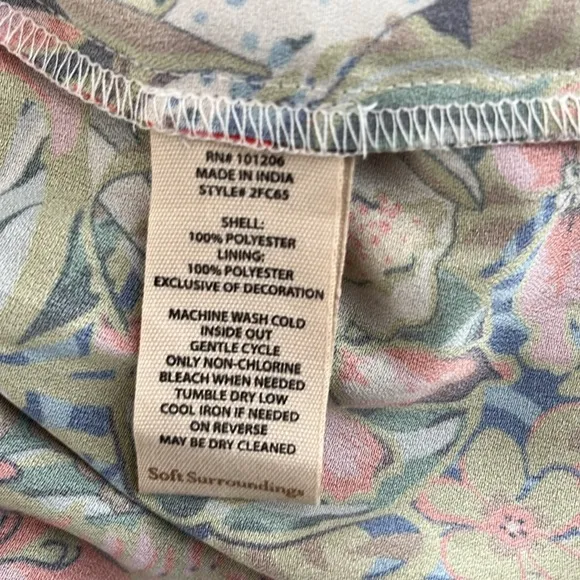 RN# 101206
MADE IN INDIA
STYLE# 2FC65
SHELL:
100% POLYESTER
LINING:
100% POLYESTER
EXCLUSIVE OF DECORATION
MACHINE WASH COLD
INSIDE OUT
GENTLE CYCLE
ONLY NON-CHLORINE
BLEACH WHEN NEEDED
TUMBLE DRY LOW
COOL IRON IF NEEDED
ON REVERSE
MAY BE DRY CLEANED
Soft Surroundings